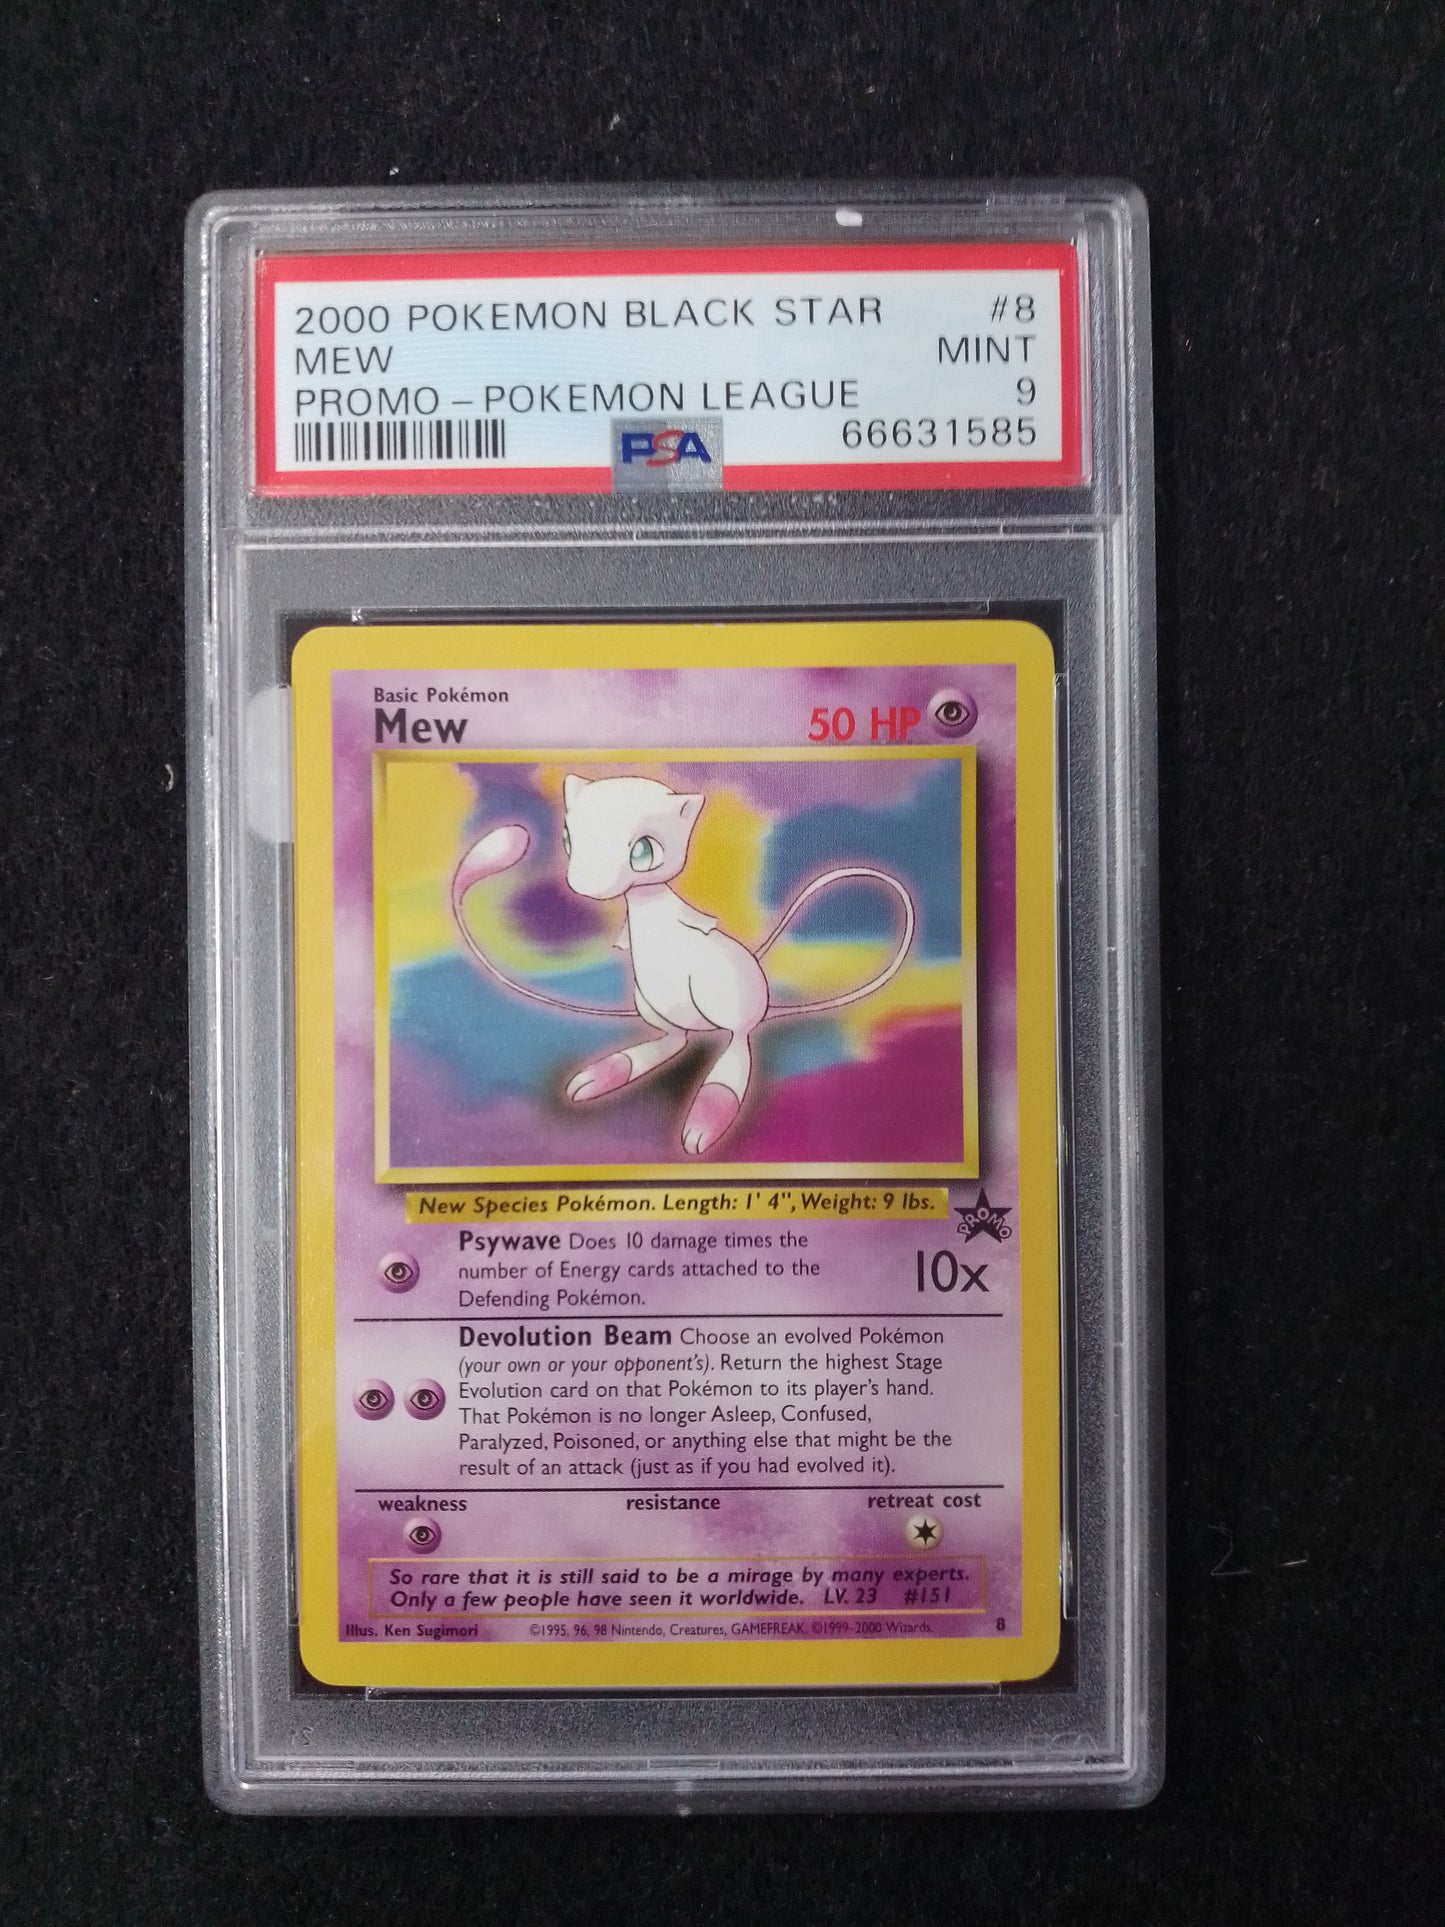 2000 POKEMON BLACK STAR #8
MEW MINT
PROMO – POKEMON LEAGUE 9
PSA 66631585
Basic Pokémon
Mew 50 HP
New Species Pokémon. Length: 1' 4", Weight: 9 lbs.
PROMO
Psywave Does 10 damage times the
number of Energy cards attached to the
Defending Pokémon.
10x
Devolution Beam Choose an evolved Pokémon
(your own or your opponent's). Return the highest Stage
Evolution card on that Pokémon to its player's hand.
That Pokémon is no longer Asleep, Confused,
Paralyzed, Poisoned, or anything else that might be the
result of an attack (just as if you had evolved it).
weakness resistance retreat cost
So rare that it is still said to be a mirage by many experts.
Only a few people have seen it worldwide. LV. 23 #151
Illus. Ken Sugimori ©1995, 96, 98 Nintendo, Creatures, GAMEFREAK. ©1999-2000 Wizards. 8
PSA